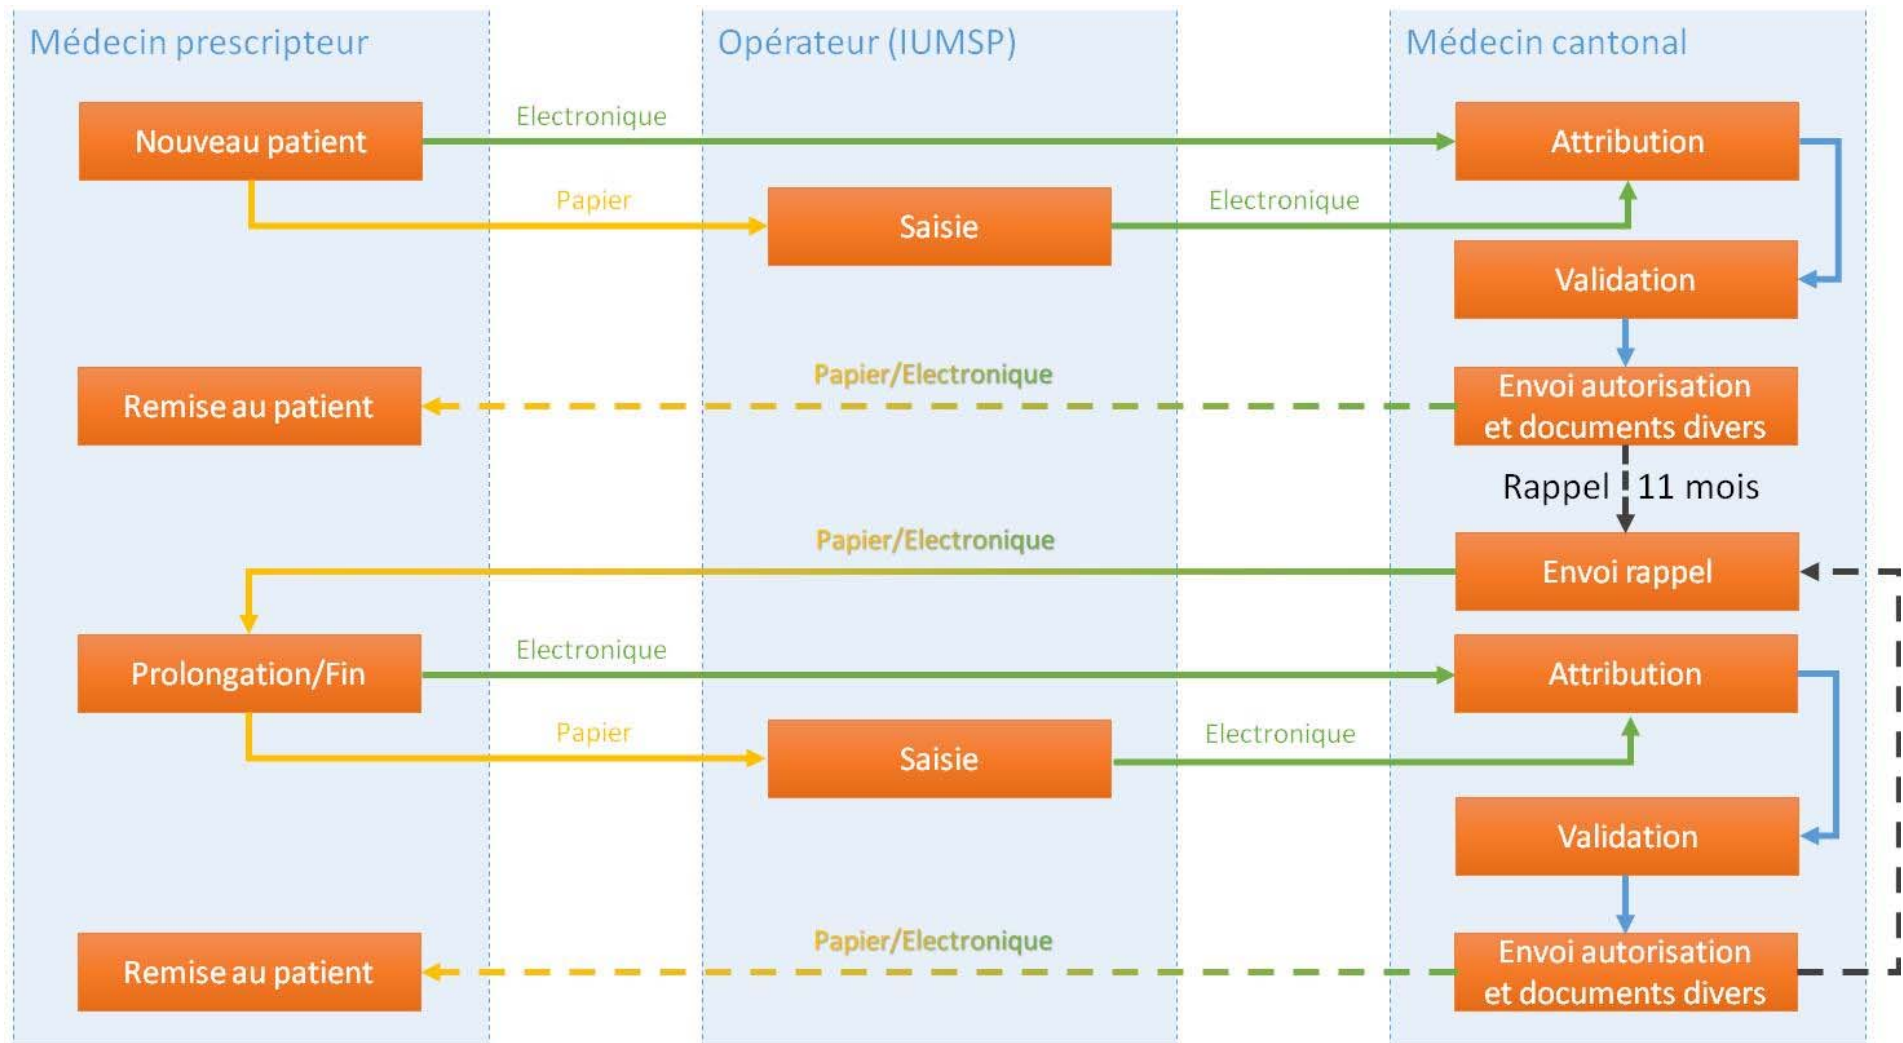 Médecin prescripteur
Opérateur (IUMSP)
Médecin cantonal
Nouveau patient
Electronique
Attribution
Papier
Saisie
Electronique
Validation
Remise au patient
Papier/Electronique
Envoi autorisation
et documents divers
Rappel 11 mois
Papier/Electronique
Envoi rappel
Prolongation/Fin
Electronique
Attribution
Papier
Saisie
Electronique
Validation
Remise au patient
Papier/Electronique
Envoi autorisation
et documents divers